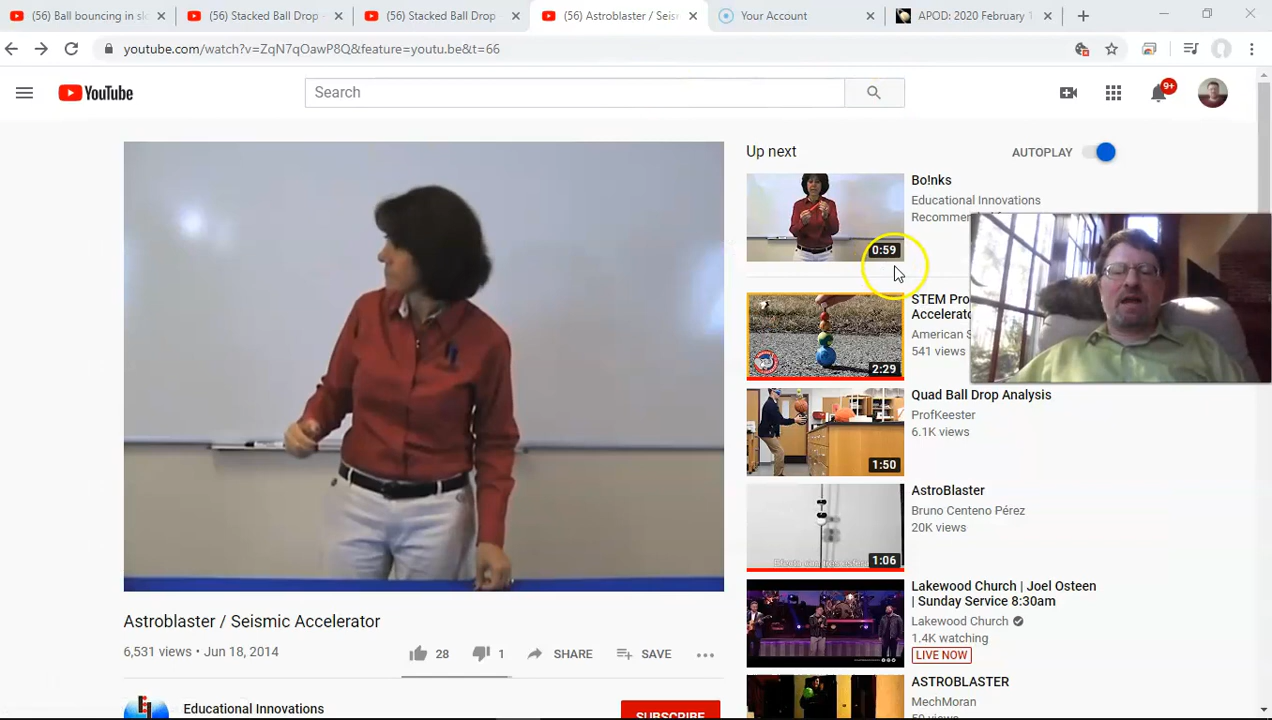 (56) Ball bouncing in slo
(56) Stacked Ball Drop -
(56) Stacked Ball Drop
(56) Astroblaster / Seism
Your Account
APOD: 2020 February 1
youtube.com/watch?v=ZqN7qOawP8Q&feature=youtu.be&t=66
YouTube
Search
9+
Up next
AUTOPLAY
Bo!nks
Educational Innovations
Recomme
0:59
STEM Pro
Accelerato
American S
541 views
2:29
Quad Ball Drop Analysis
ProfKeester
6.1K views
1:50
AstroBlaster
Bruno Centeno Pérez
20K views
1:06
Lakewood Church | Joel Osteen
| Sunday Service 8:30am
Lakewood Church
1.4K watching
LIVE NOW
ASTROBLASTER
MechMoran
Astroblaster / Seismic Accelerator
6,531 views • Jun 18, 2014
28
1
SHARE
SAVE
Educational Innovations
SUBSCRIBE